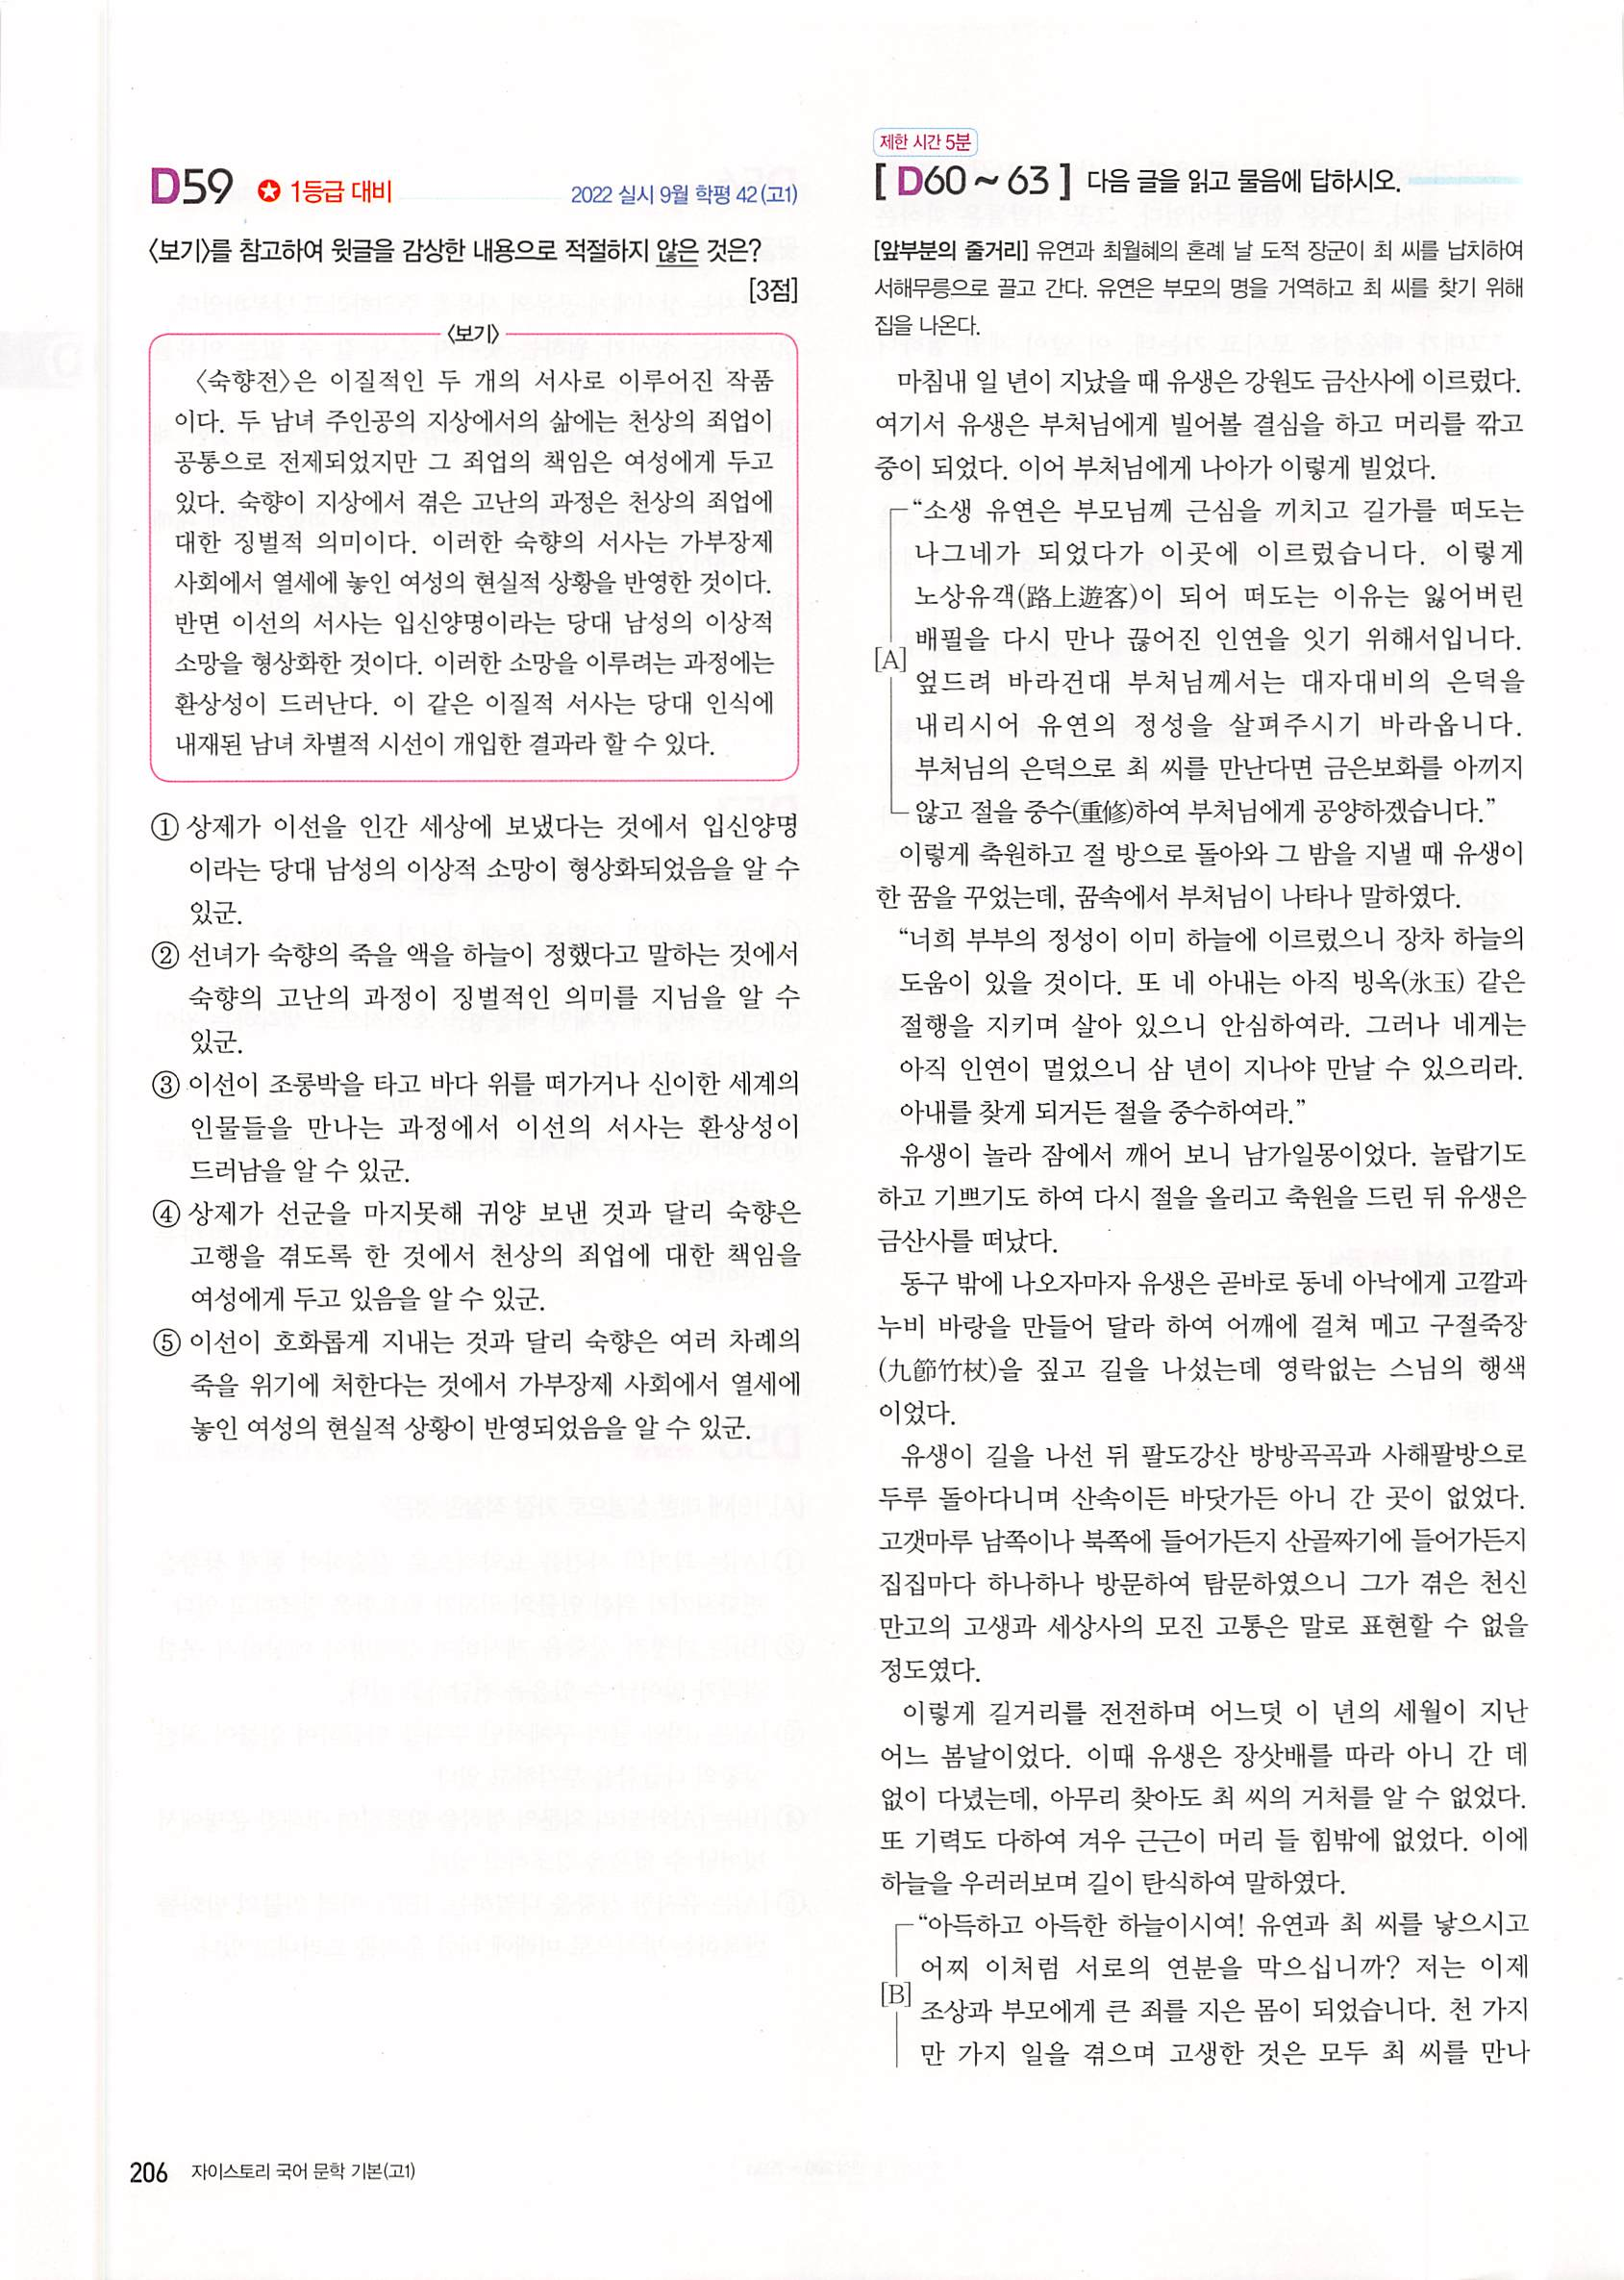 D59 ✪ 1등급 대비 2022 실시 9월 학평 42(고1)
〈보기〉를 참고하여 윗글을 감상한 내용으로 적절하지 않은 것은?
[3점]
〈보기〉
〈숙향전〉은 이질적인 두 개의 서사로 이루어진 작품
이다. 두 남녀 주인공의 지상에서의 삶에는 천상의 죄업이
공통으로 전제되었지만 그 죄업의 책임은 여성에게 두고
있다. 숙향이 지상에서 겪은 고난의 과정은 천상의 죄업에
대한 징벌적 의미이다. 이러한 숙향의 서사는 가부장제
사회에서 열세에 놓인 여성의 현실적 상황을 반영한 것이다.
반면 이선의 서사는 입신양명이라는 당대 남성의 이상적
소망을 형상화한 것이다. 이러한 소망을 이루려는 과정에는
환상성이 드러난다. 이 같은 이질적 서사는 당대 인식에
내재된 남녀 차별적 시선이 개입한 결과라 할 수 있다.
① 상제가 이선을 인간 세상에 보냈다는 것에서 입신양명
이라는 당대 남성의 이상적 소망이 형상화되었음을 알 수
있군.
② 선녀가 숙향의 죽을 액을 하늘이 정했다고 말하는 것에서
숙향의 고난의 과정이 징벌적인 의미를 지님을 알 수
있군.
③ 이선이 조롱박을 타고 바다 위를 떠가거나 신이한 세계의
인물들을 만나는 과정에서 이선의 서사는 환상성이
드러남을 알 수 있군.
④ 상제가 선군을 마지못해 귀양 보낸 것과 달리 숙향은
고행을 겪도록 한 것에서 천상의 죄업에 대한 책임을
여성에게 두고 있음을 알 수 있군.
⑤ 이선이 호화롭게 지내는 것과 달리 숙향은 여러 차례의
죽을 위기에 처한다는 것에서 가부장제 사회에서 열세에
놓인 여성의 현실적 상황이 반영되었음을 알 수 있군.
제한 시간 5분
[ D60 ~ 63 ] 다음 글을 읽고 물음에 답하시오.
[앞부분의 줄거리] 유연과 최월혜의 혼례 날 도적 장군이 최 씨를 납치하여
서해무릉으로 끌고 간다. 유연은 부모의 명을 거역하고 최 씨를 찾기 위해
집을 나온다.
마침내 일 년이 지났을 때 유생은 강원도 금산사에 이르렀다.
여기서 유생은 부처님에게 빌어볼 결심을 하고 머리를 깎고
중이 되었다. 이어 부처님에게 나아가 이렇게 빌었다.
“소생 유연은 부모님께 근심을 끼치고 길가를 떠도는
나그네가 되었다가 이곳에 이르렀습니다. 이렇게
노상유객(路上遊客)이 되어 떠도는 이유는 잃어버린
배필을 다시 만나 끊어진 인연을 잇기 위해서입니다.
[A]
엎드려 바라건대 부처님께서는 대자대비의 은덕을
내리시어 유연의 정성을 살펴주시기 바라옵니다.
부처님의 은덕으로 최 씨를 만난다면 금은보화를 아끼지
않고 절을 중수(重修)하여 부처님에게 공양하겠습니다.”
이렇게 축원하고 절 방으로 돌아와 그 밤을 지낼 때 유생이
한 꿈을 꾸었는데, 꿈속에서 부처님이 나타나 말하였다.
“너희 부부의 정성이 이미 하늘에 이르렀으니 장차 하늘의
도움이 있을 것이다. 또 네 아내는 아직 빙옥(氷玉) 같은
절행을 지키며 살아 있으니 안심하여라. 그러나 네게는
아직 인연이 멀었으니 삼 년이 지나야 만날 수 있으리라.
아내를 찾게 되거든 절을 중수하여라.”
유생이 놀라 잠에서 깨어 보니 남가일몽이었다. 놀랍기도
하고 기쁘기도 하여 다시 절을 올리고 축원을 드린 뒤 유생은
금산사를 떠났다.
동구 밖에 나오자마자 유생은 곧바로 동네 아낙에게 고깔과
누비 바랑을 만들어 달라 하여 어깨에 걸쳐 메고 구절죽장
(九節竹杖)을 짚고 길을 나섰는데 영락없는 스님의 행색
이었다.
유생이 길을 나선 뒤 팔도강산 방방곡곡과 사해팔방으로
두루 돌아다니며 산속이든 바닷가든 아니 간 곳이 없었다.
고갯마루 남쪽이나 북쪽에 들어가든지 산골짜기에 들어가든지
집집마다 하나하나 방문하여 탐문하였으니 그가 겪은 천신
만고의 고생과 세상사의 모진 고통은 말로 표현할 수 없을
정도였다.
이렇게 길거리를 전전하며 어느덧 이 년의 세월이 지난
어느 봄날이었다. 이때 유생은 장삿배를 따라 아니 간 데
없이 다녔는데, 아무리 찾아도 최 씨의 거처를 알 수 없었다.
또 기력도 다하여 겨우 근근이 머리 들 힘밖에 없었다. 이에
하늘을 우러러보며 길이 탄식하여 말하였다.
“아득하고 아득한 하늘이시여! 유연과 최 씨를 낳으시고
어찌 이처럼 서로의 연분을 막으십니까? 저는 이제
[B]
조상과 부모에게 큰 죄를 지은 몸이 되었습니다. 천 가지
만 가지 일을 겪으며 고생한 것은 모두 최 씨를 만나
206 자이스토리 국어 문학 기본(고1)